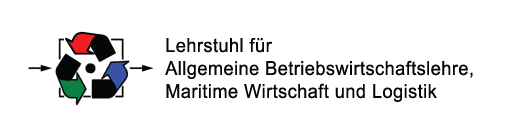 Lehrstuhl für
Allgemeine Betriebswirtschaftslehre,
Maritime Wirtschaft und Logistik